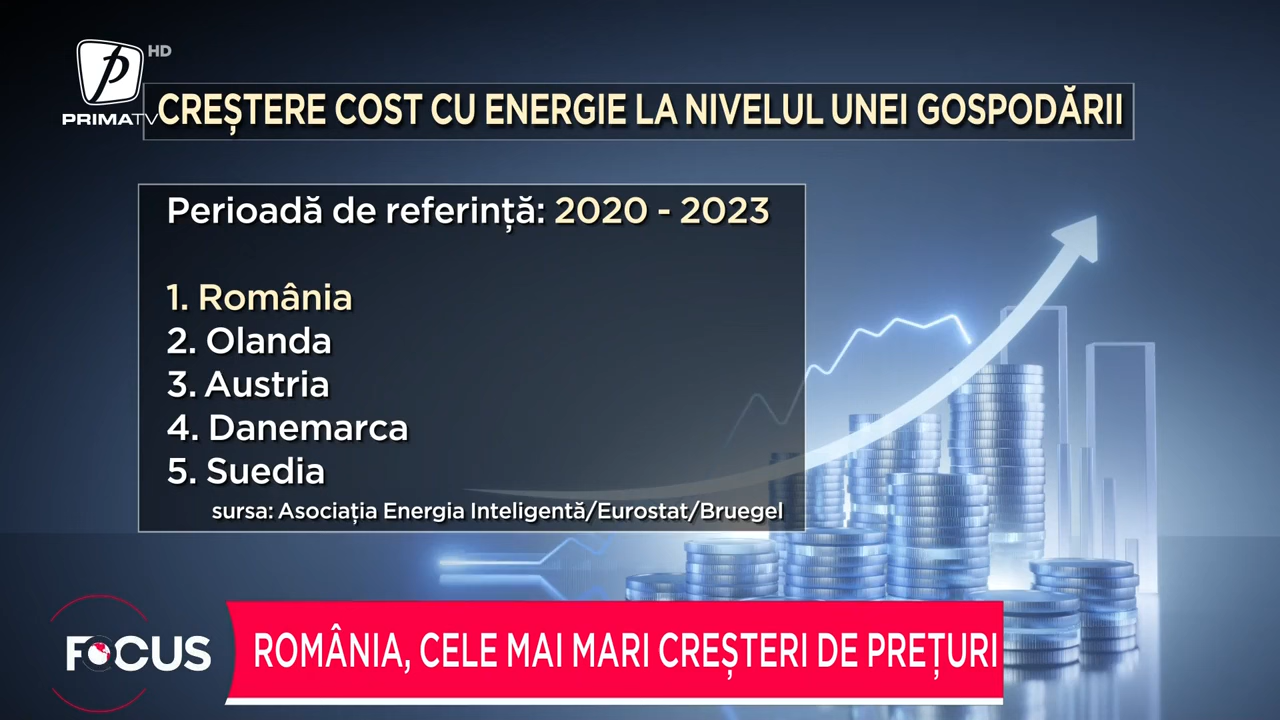 HD
PRIMATV
CREȘTERE COST CU ENERGIE LA NIVELUL UNEI GOSPODĂRII
Perioadă de referință: 2020 - 2023
1. România
2. Olanda
3. Austria
4. Danemarca
5. Suedia
sursa: Asociația Energia Inteligentă/Eurostat/Bruegel
FOCUS
ROMÂNIA, CELE MAI MARI CREȘTERI DE PREȚURI